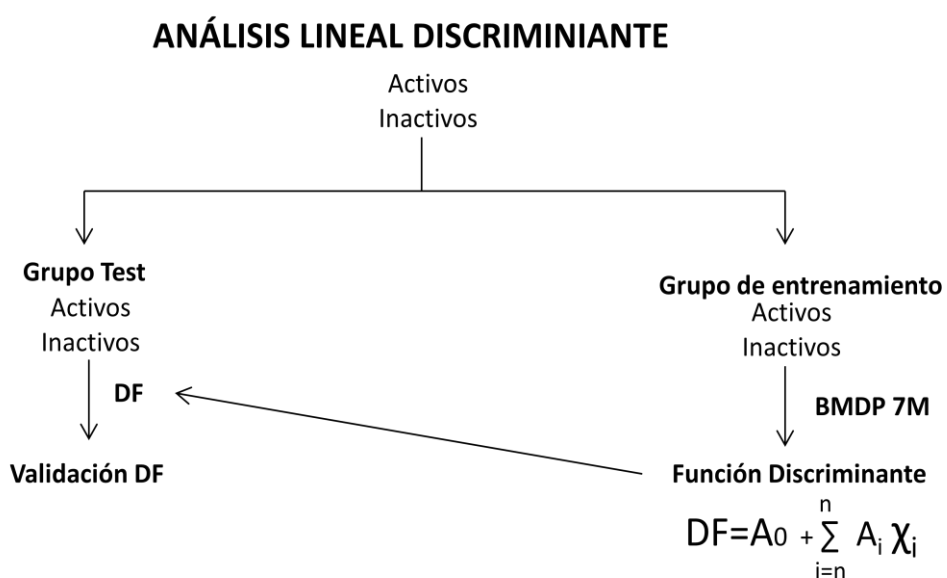 ANÁLISIS LINEAL DISCRIMINIANTE
Activos
Inactivos
Grupo Test
Activos
Inactivos
DF
Validación DF
Grupo de entrenamiento
Activos
Inactivos
BMDP 7M
Función Discriminante
n
DF=A0 + Σ Ai χi
i=n